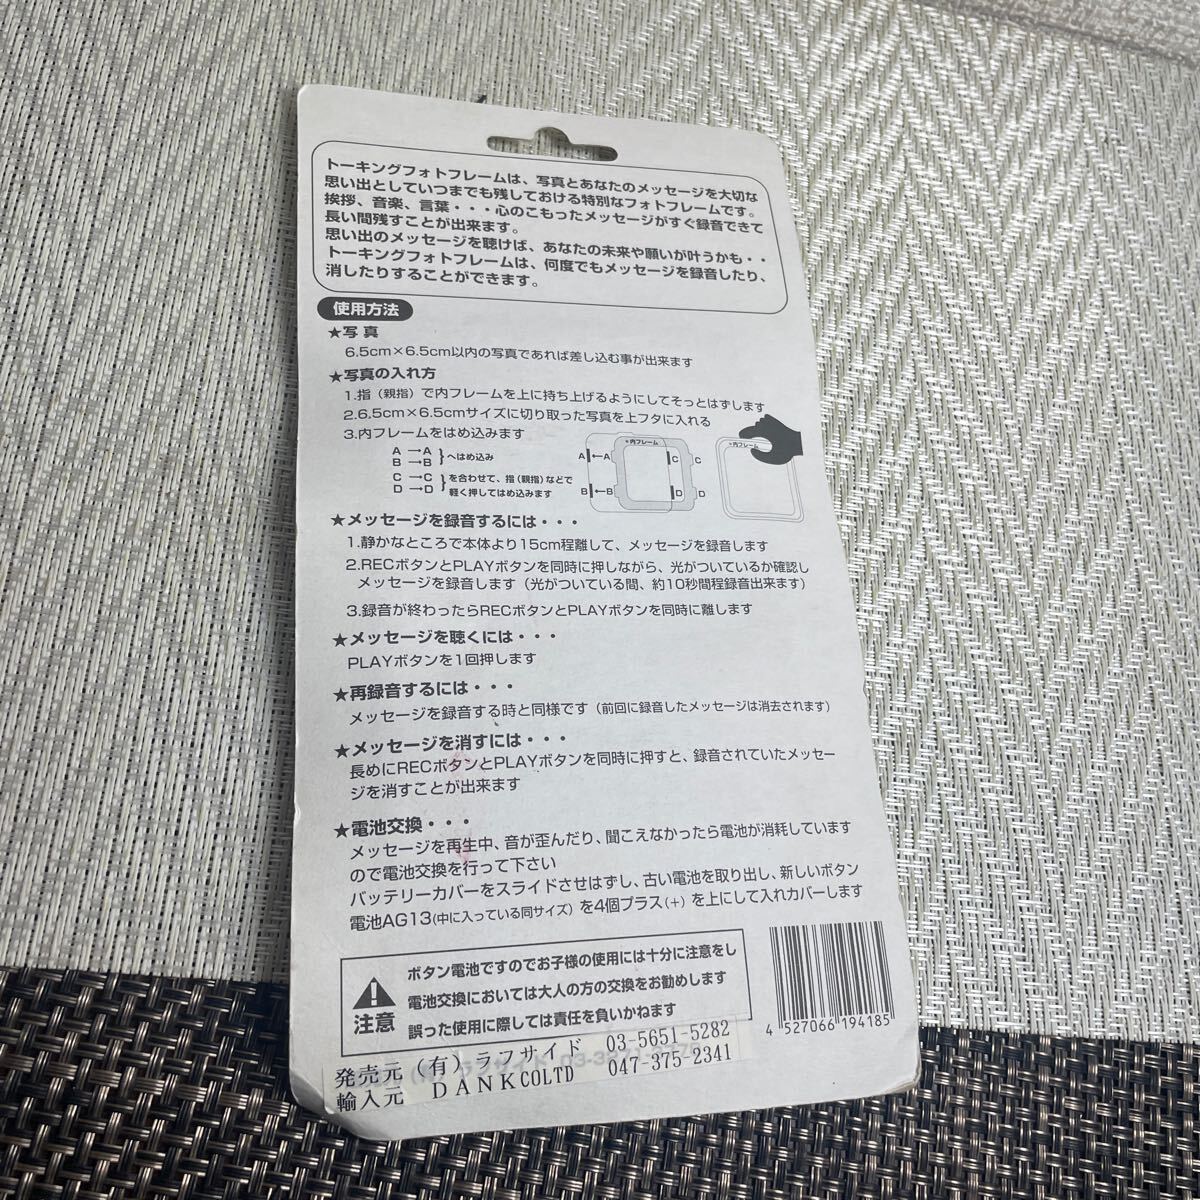 トーキングフォトフレームは、写真とあなたのメッセージを大切な
思い出としていつまでも残しておける特別なフォトフレームです。
挨拶、音楽、言葉・・・心のこもったメッセージがすぐ録音できて
長い間残すことが出来ます。
思い出のメッセージを聴けば、あなたの未来や願いが叶うかも・・
トーキングフォトフレームは、何度でもメッセージを録音したり、
消したりすることができます。
使用方法
★写 真
6.5cm×6.5cm以内の写真であれば差し込む事が出来ます
★写真の入れ方
1.指（親指）で内フレームを上に持ち上げるようにしてそっとはずします
2.6.5cm×6.5cmサイズに切り取った写真を上フタに入れる
3.内フレームをはめ込みます
A→A
B→B
}へはめ込み
C→C
D→D
}を合わせて、指（親指）などで
軽く押してはめ込みます
●内フレーム
A ←A C C
B ←B D D
●内フレーム
★メッセージを録音するには・・・
1.静かなところで本体より15cm程離して、メッセージを録音します
2.RECボタンとPLAYボタンを同時に押しながら、光がついているか確認し
メッセージを録音します（光がついている間、約10秒間程録音出来ます）
3.録音が終わったらRECボタンとPLAYボタンを同時に離します
★メッセージを聴くには・・・
PLAYボタンを1回押します
★再録音するには・・・
メッセージを録音する時と同様です（前回に録音したメッセージは消去されます）
★メッセージを消すには・・・
長めにRECボタンとPLAYボタンを同時に押すと、録音されていたメッセー
ジを消すことが出来ます
★電池交換・・・
メッセージを再生中、音が歪んだり、聞こえなかったら電池が消耗しています
ので電池交換を行って下さい
バッテリーカバーをスライドさせはずし、古い電池を取り出し、新しいボタン
電池AG13(中に入っている同サイズ）を4個プラス(+)を上にして入れカバーします
注意
ボタン電池ですのでお子様の使用には十分に注意をし
電池交換においては大人の方の交換をお勧めします
誤った使用に際しては責任を負いかねます
4 527066 194185
発売元 （有）ラフサイド 03-5651-5282
輸入元 ＤＡＮＫCOLTD 047-375-2341